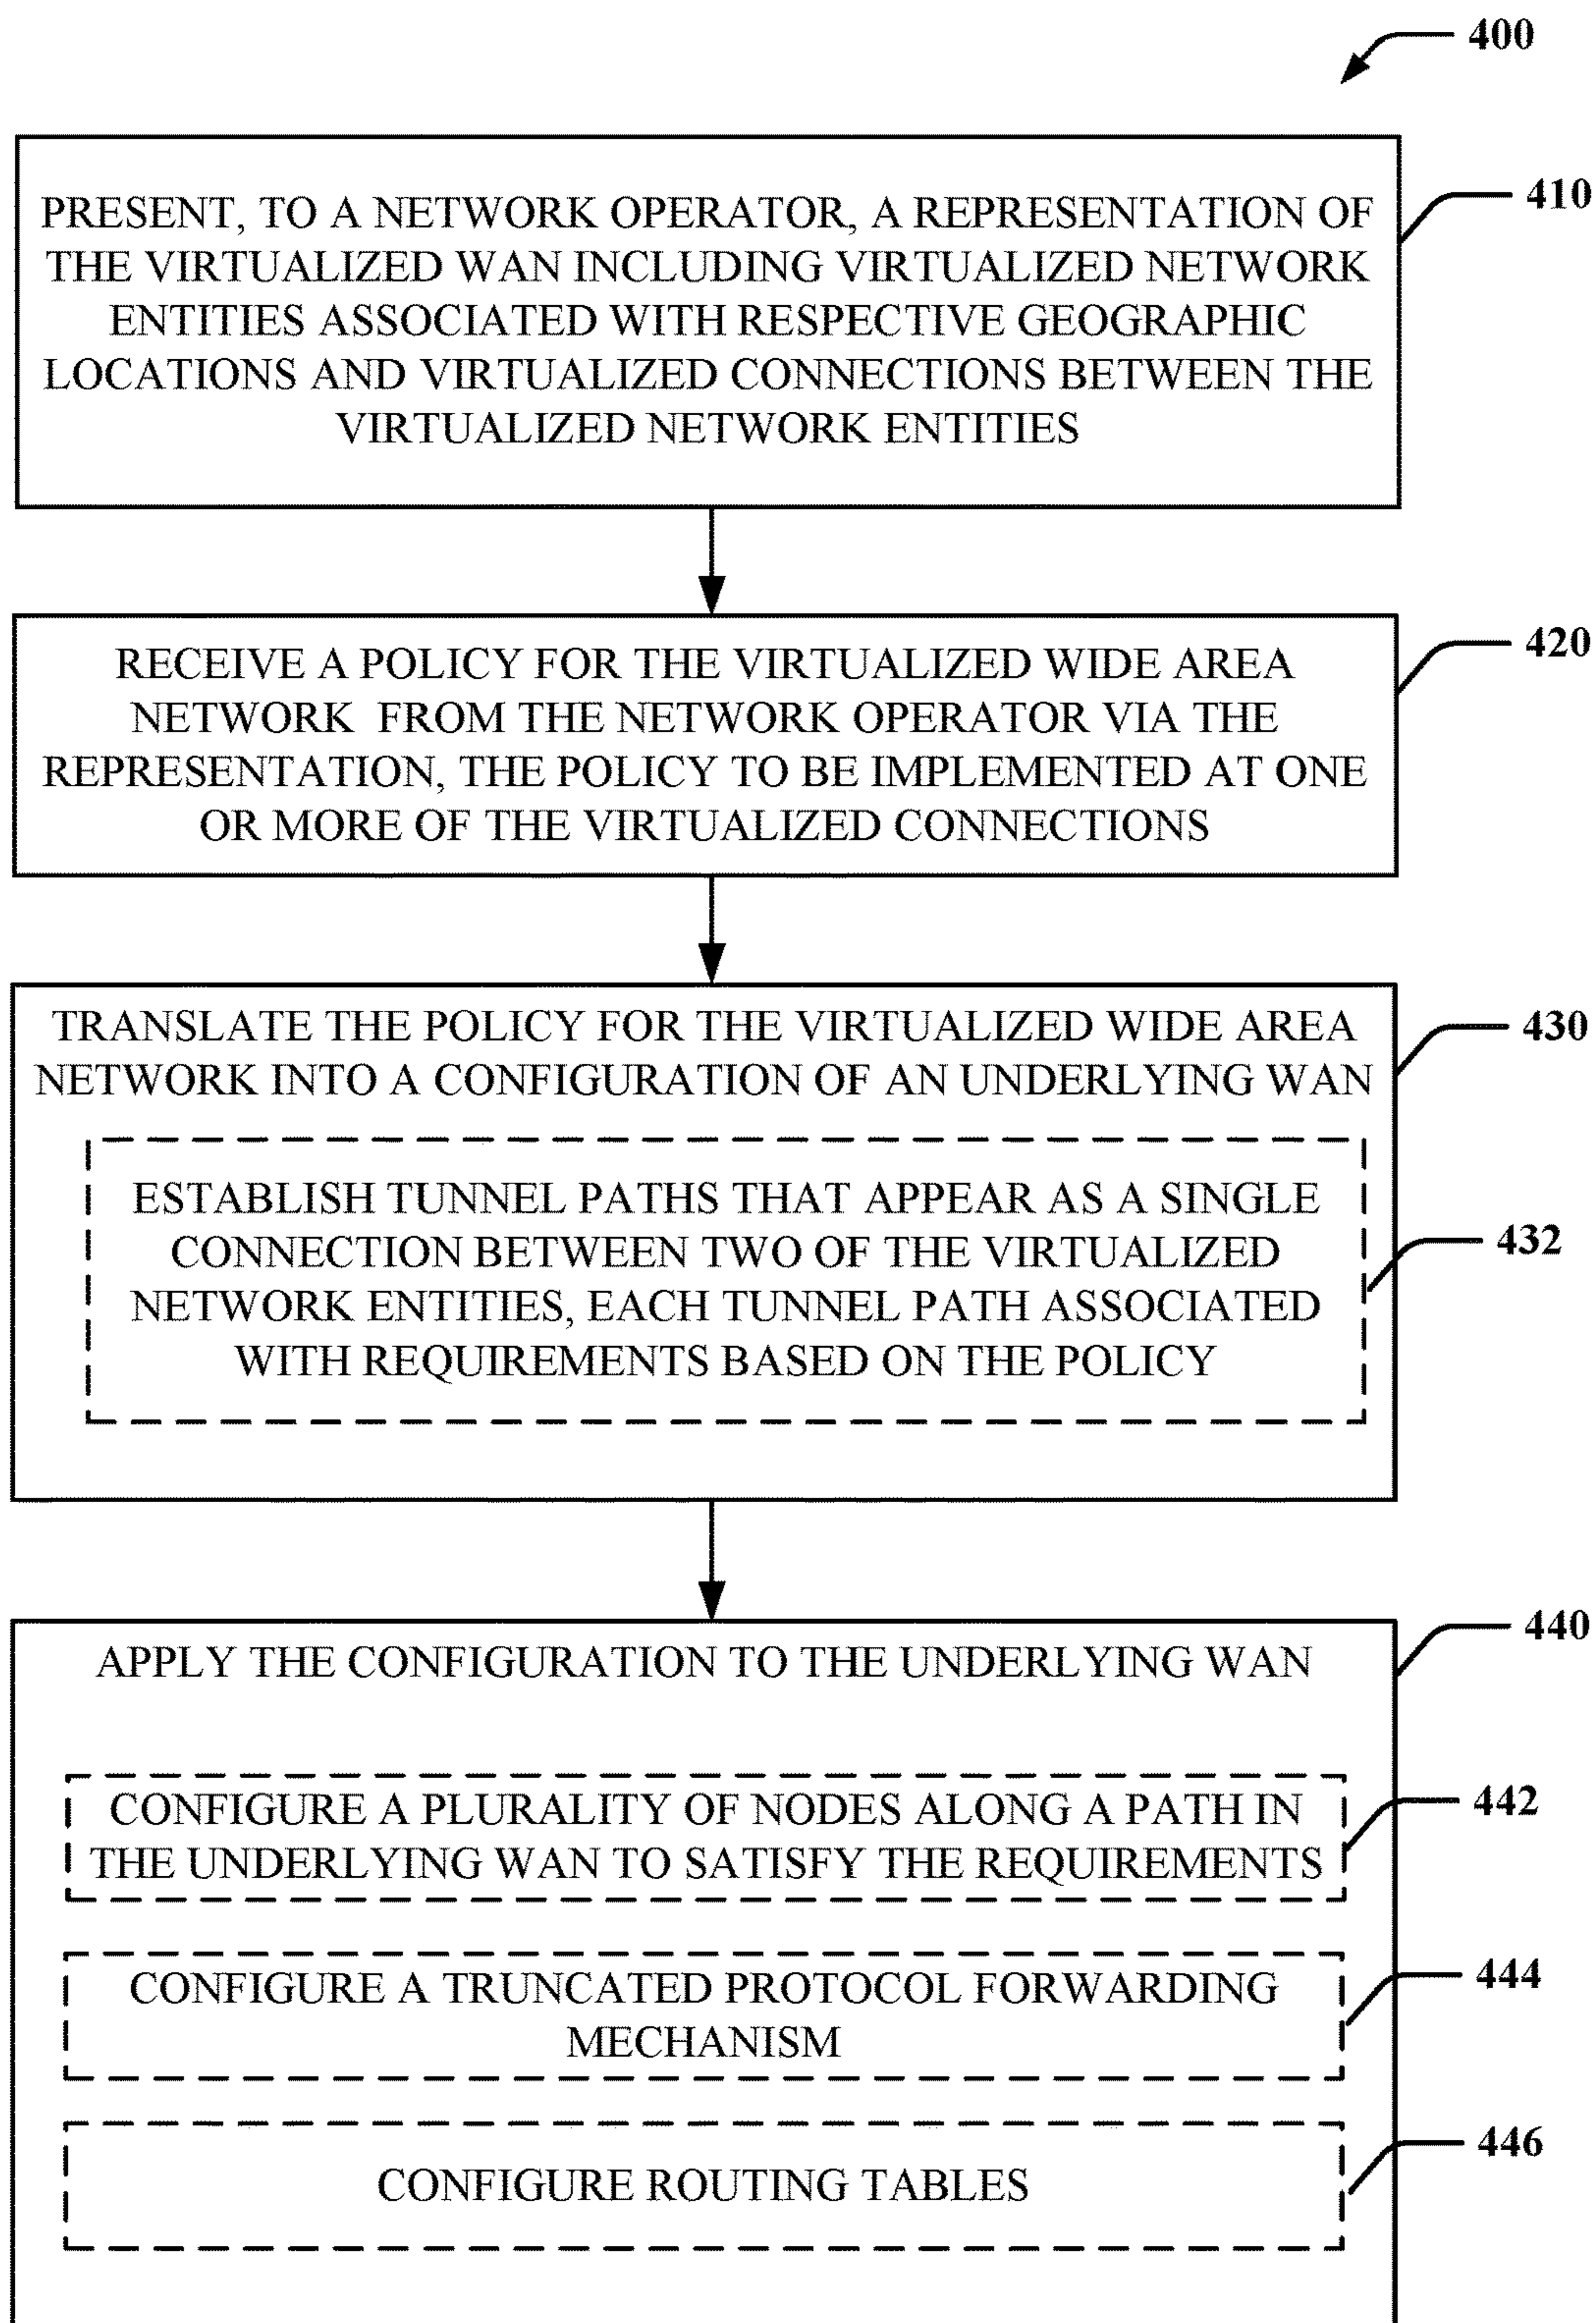 400
PRESENT, TO A NETWORK OPERATOR, A REPRESENTATION OF
THE VIRTUALIZED WAN INCLUDING VIRTUALIZED NETWORK
ENTITIES ASSOCIATED WITH RESPECTIVE GEOGRAPHIC
LOCATIONS AND VIRTUALIZED CONNECTIONS BETWEEN THE
VIRTUALIZED NETWORK ENTITIES
410
RECEIVE A POLICY FOR THE VIRTUALIZED WIDE AREA
NETWORK FROM THE NETWORK OPERATOR VIA THE
REPRESENTATION, THE POLICY TO BE IMPLEMENTED AT ONE
OR MORE OF THE VIRTUALIZED CONNECTIONS
420
TRANSLATE THE POLICY FOR THE VIRTUALIZED WIDE AREA
NETWORK INTO A CONFIGURATION OF AN UNDERLYING WAN
430
ESTABLISH TUNNEL PATHS THAT APPEAR AS A SINGLE
CONNECTION BETWEEN TWO OF THE VIRTUALIZED
NETWORK ENTITIES, EACH TUNNEL PATH ASSOCIATED
WITH REQUIREMENTS BASED ON THE POLICY
432
APPLY THE CONFIGURATION TO THE UNDERLYING WAN
440
CONFIGURE A PLURALITY OF NODES ALONG A PATH IN
THE UNDERLYING WAN TO SATISFY THE REQUIREMENTS
442
CONFIGURE A TRUNCATED PROTOCOL FORWARDING
MECHANISM
444
CONFIGURE ROUTING TABLES
446